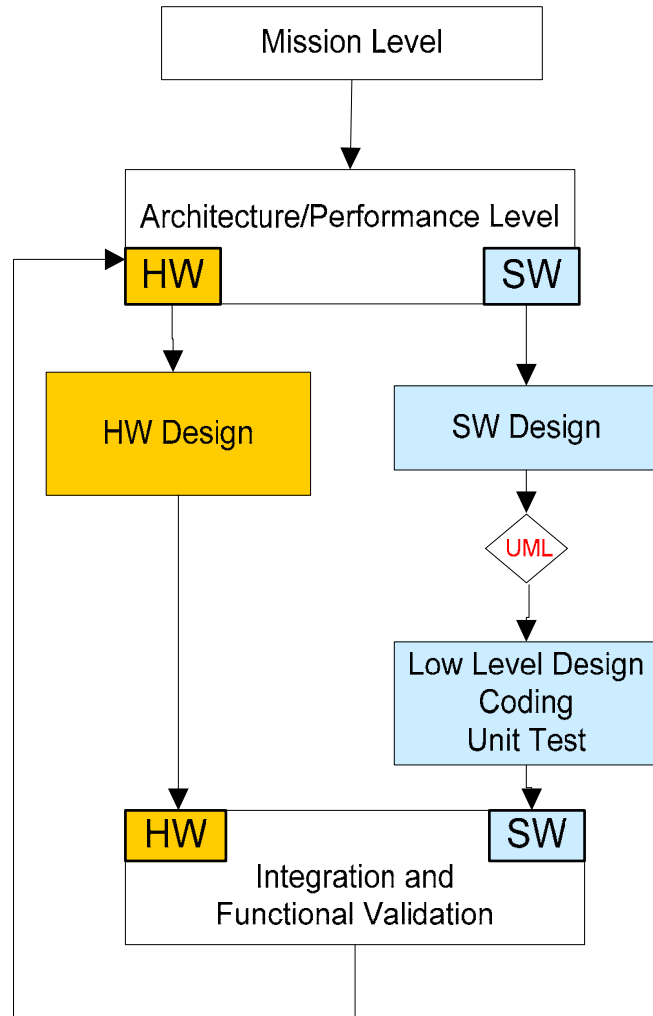 Mission Level
Architecture/Performance Level
HW
SW
HW Design
SW Design
UML
Low Level Design
Coding
Unit Test
HW
SW
Integration and
Functional Validation